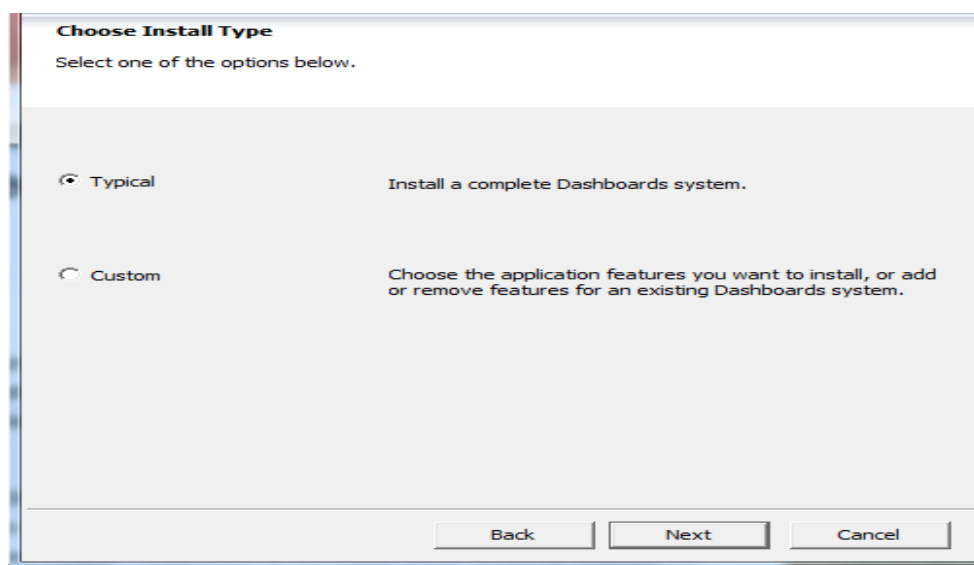 Choose Install Type
Select one of the options below.
Typical
Install a complete Dashboards system.
Custom
Choose the application features you want to install, or add
or remove features for an existing Dashboards system.
Back
Next
Cancel